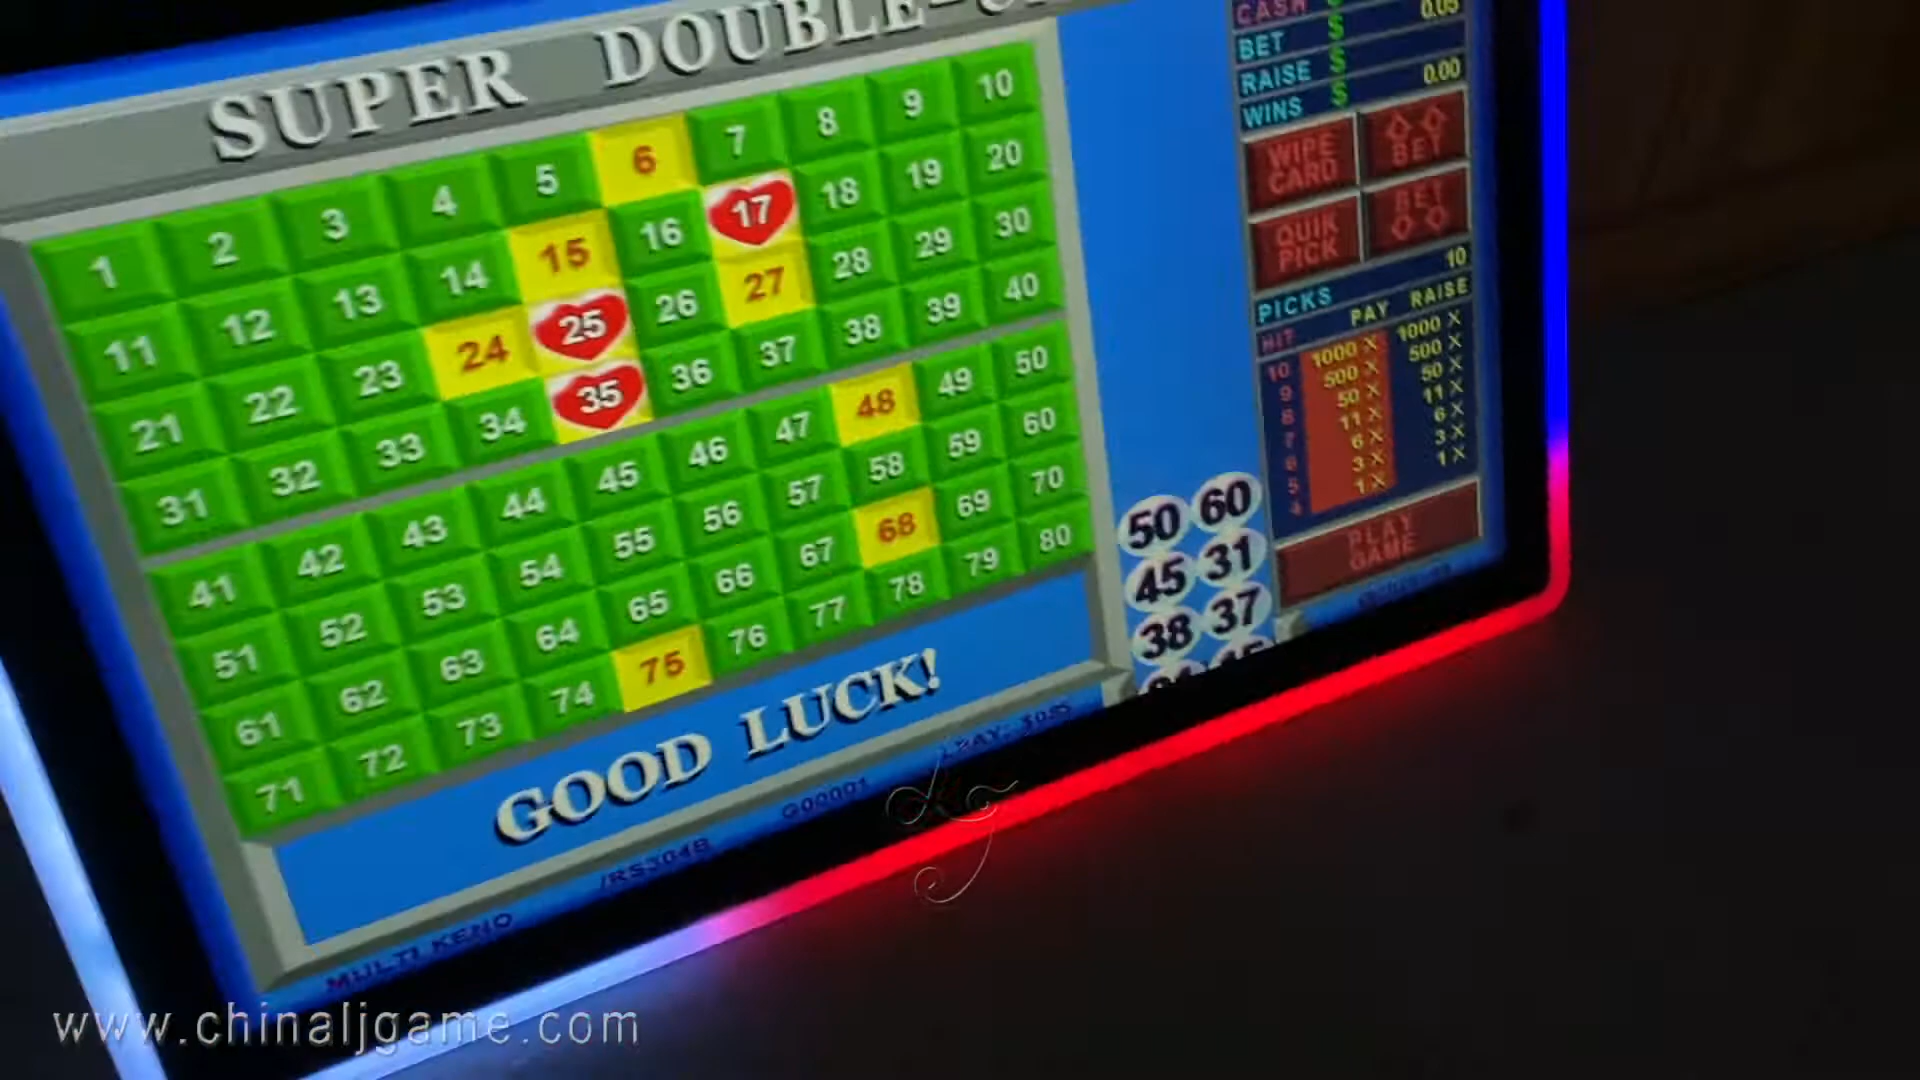 SUPER DOUBLE-
1 2 3 4 5 6 7 8 9 10
11 12 13 14 15 16 17 18 19 20
21 22 23 24 25 26 27 28 29 30
31 32 33 34 35 36 37 38 39 40
41 42 43 44 45 46 47 48 49 50
51 52 53 54 55 56 57 58 59 60
61 62 63 64 65 66 67 68 69 70
71 72 73 74 75 76 77 78 79 80
GOOD LUCK!
MULTI KENO /RS304B G00001
50 60
45 31
38 37
CASH $ 0.05
BET $
RAISE $ 0.00
WINS $
WIPE CARD
BET
QUIK PICK
BET
PICKS 10
HIT PAY RAISE
10 1000 X 1000 X
9 500 X 500 X
8 50 X 50 X
7 11 X 11 X
6 6 X 6 X
5 3 X 3 X
4 1 X 1 X
PLAY GAME
www.chinaljgame.com